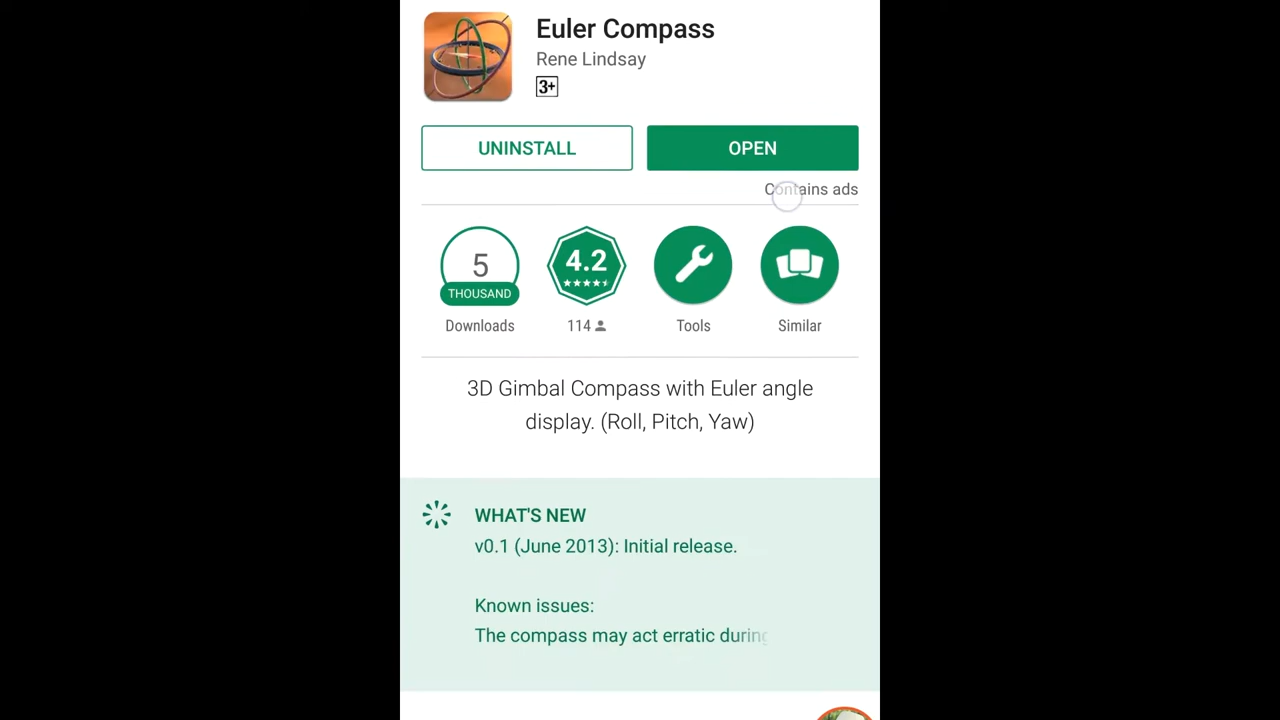 Euler Compass
Rene Lindsay
3+
UNINSTALL
OPEN
Contains ads
5
THOUSAND
4.2
Downloads
114
Tools
Similar
3D Gimbal Compass with Euler angle
display. (Roll, Pitch, Yaw)
WHAT'S NEW
v0.1 (June 2013): Initial release.
Known issues:
The compass may act erratic during